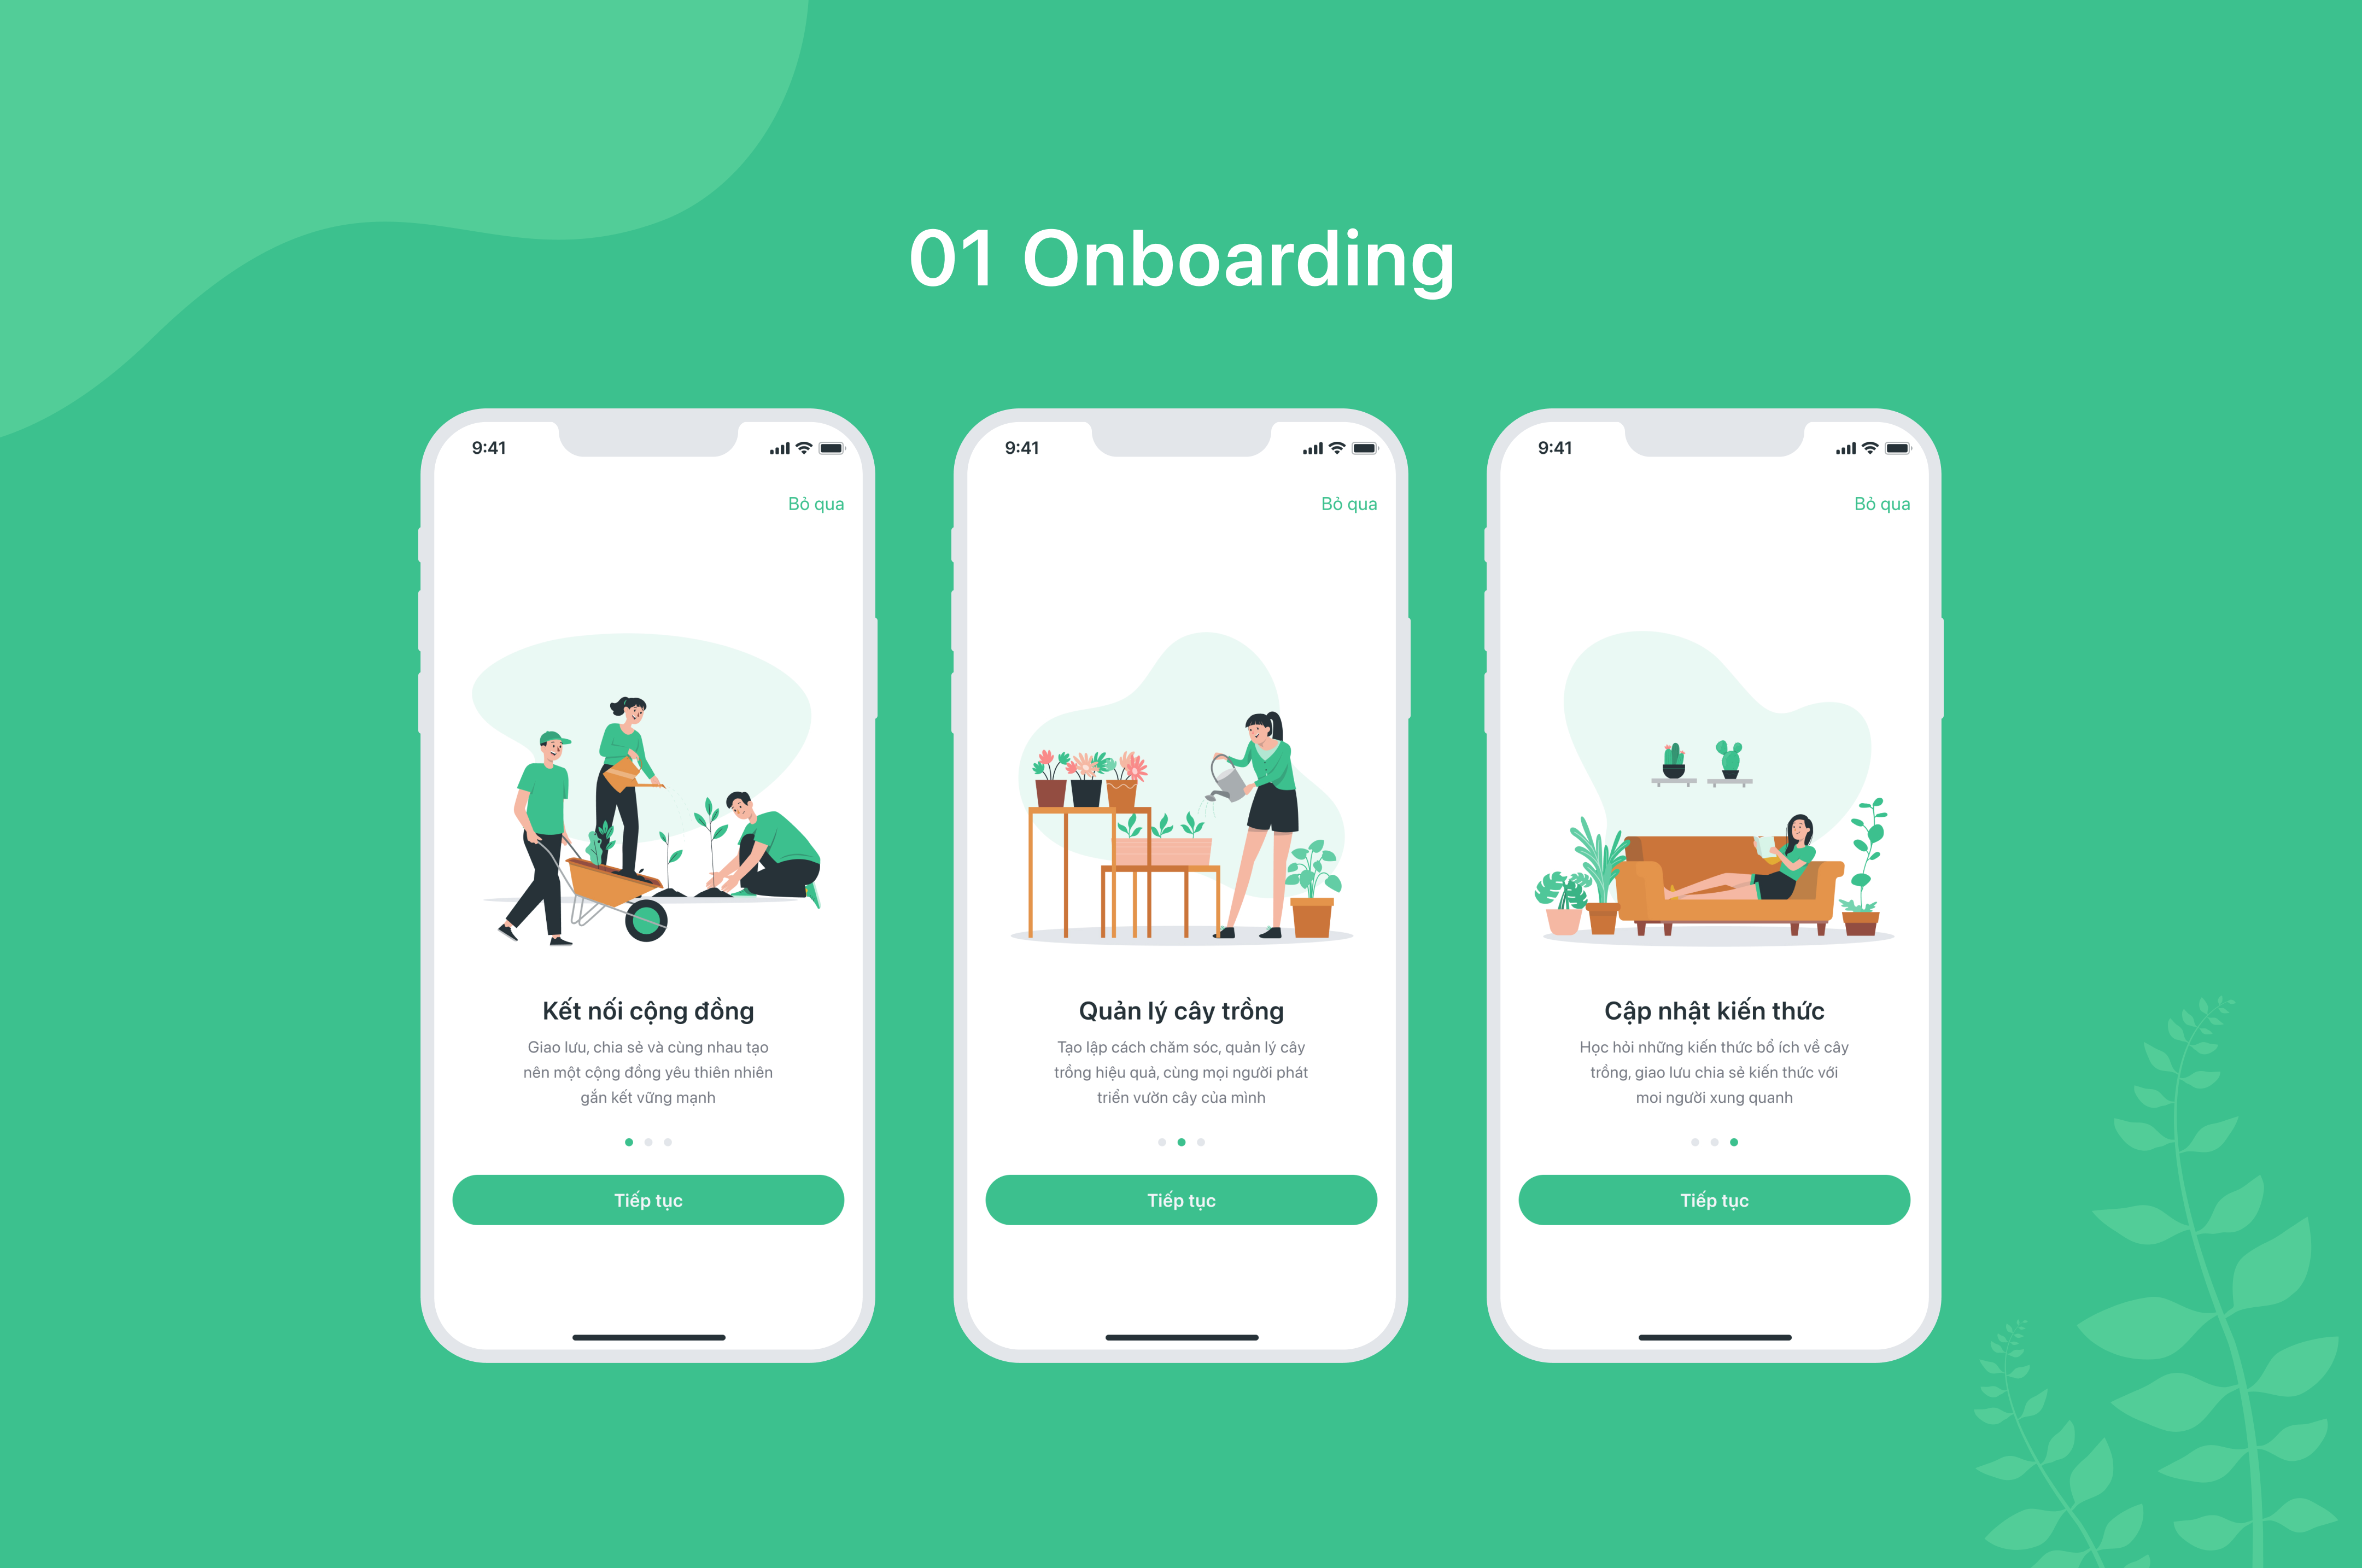 01 Onboarding
9:41
Bỏ qua
Kết nối cộng đồng
Giao lưu, chia sẻ và cùng nhau tạo
nên một cộng đồng yêu thiên nhiên
gắn kết vững mạnh
Tiếp tục
9:41
Bỏ qua
Quản lý cây trồng
Tạo lập cách chăm sóc, quản lý cây
trồng hiệu quả, cùng mọi người phát
triển vườn cây của mình
Tiếp tục
9:41
Bỏ qua
Cập nhật kiến thức
Học hỏi những kiến thức bổ ích về cây
trồng, giao lưu chia sẻ kiến thức với
moi người xung quanh
Tiếp tục